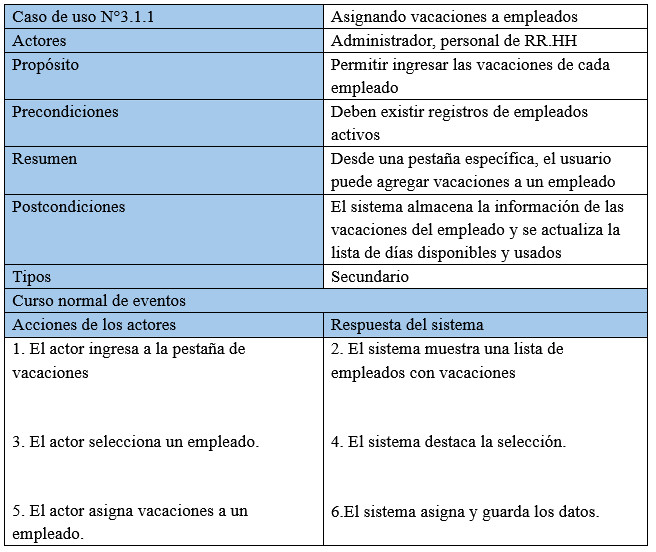 Caso de uso N°3.1.1 Asignando vacaciones a empleados
Actores Administrador, personal de RR.HH
Propósito Permitir ingresar las vacaciones de cada
empleado
Precondiciones Deben existir registros de empleados
activos
Resumen Desde una pestaña específica, el usuario
puede agregar vacaciones a un empleado
Postcondiciones El sistema almacena la información de las
vacaciones del empleado y se actualiza la
lista de días disponibles y usados
Tipos Secundario
Curso normal de eventos
Acciones de los actores Respuesta del sistema
1. El actor ingresa a la pestaña de
vacaciones
2. El sistema muestra una lista de
empleados con vacaciones
3. El actor selecciona un empleado.
4. El sistema destaca la selección.
5. El actor asigna vacaciones a un
empleado.
6.El sistema asigna y guarda los datos.